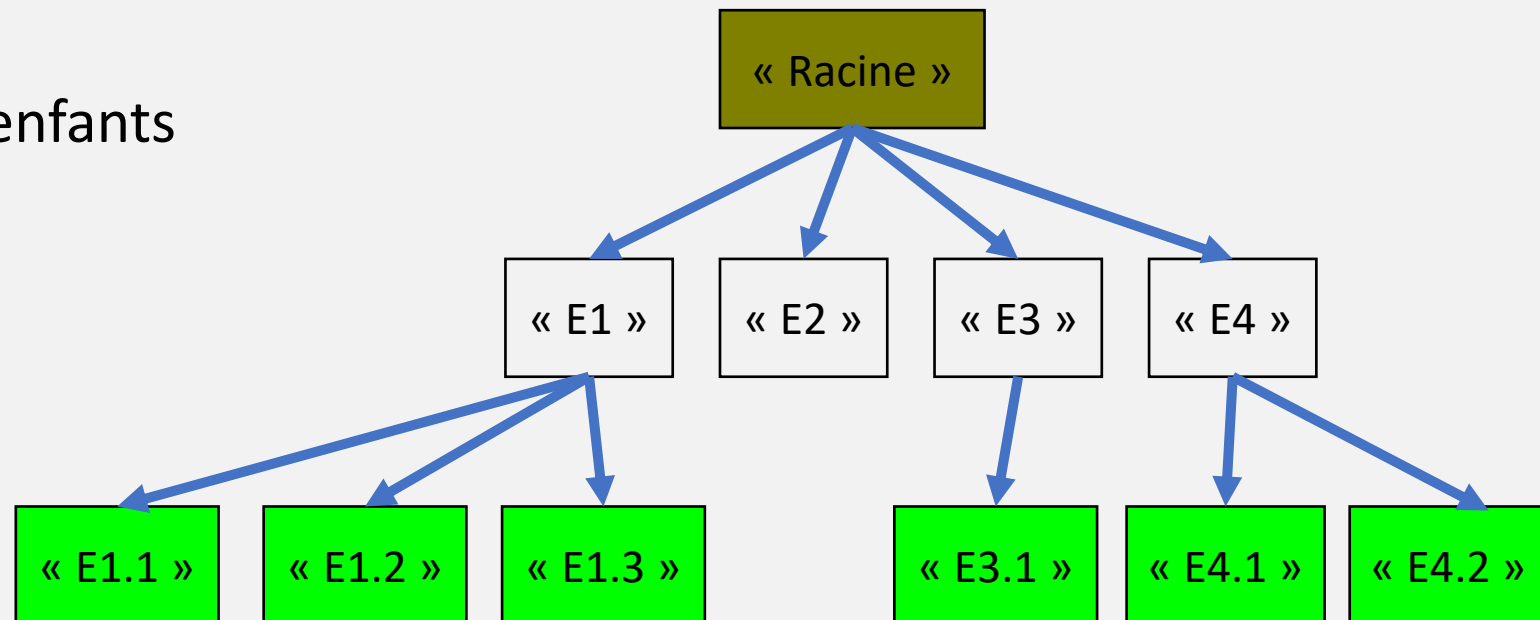 « Racine »
enfants
« E1 » « E2 » « E3 » « E4 »
« E1.1 » « E1.2 » « E1.3 » « E3.1 » « E4.1 » « E4.2 »